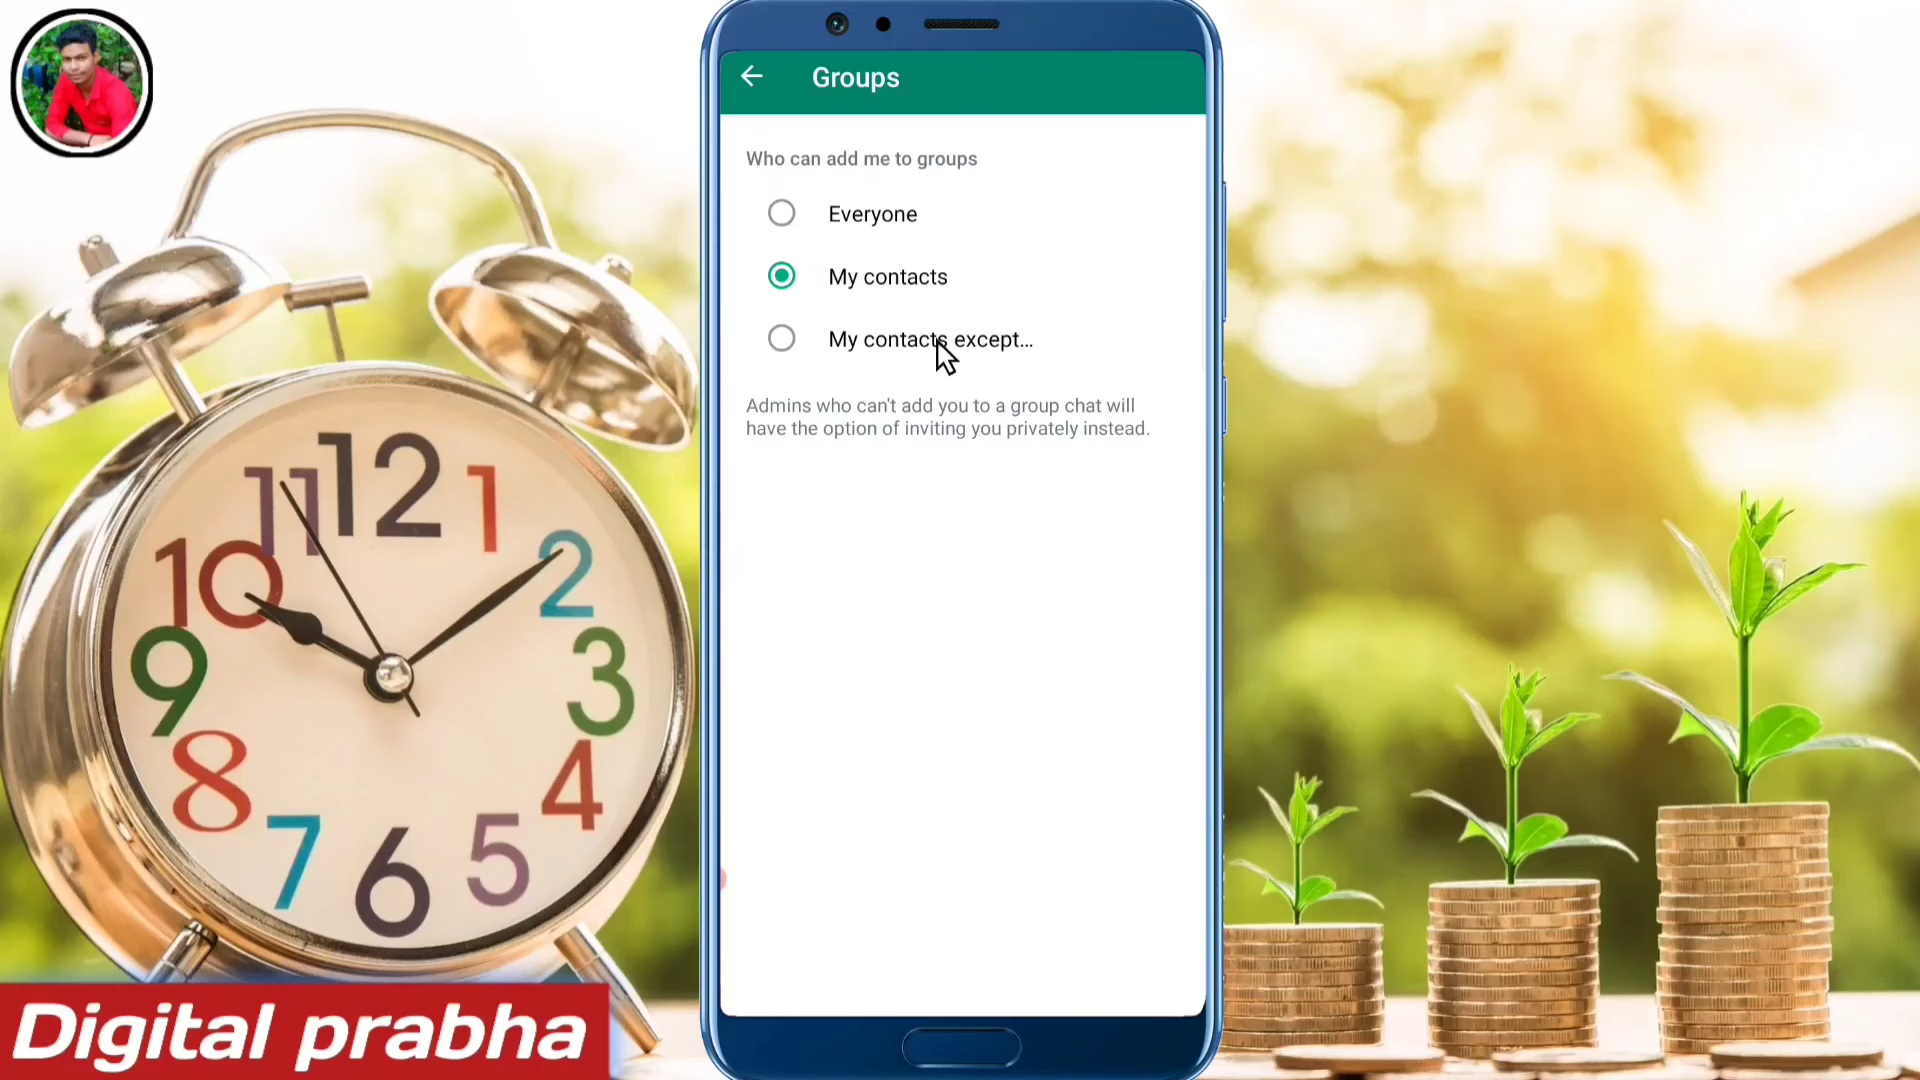 Groups
Who can add me to groups
Everyone
My contacts
My contacts except...
Admins who can't add you to a group chat will
have the option of inviting you privately instead.
11 12 1
10 2
9 3
8 4
7 6 5
Digital prabha